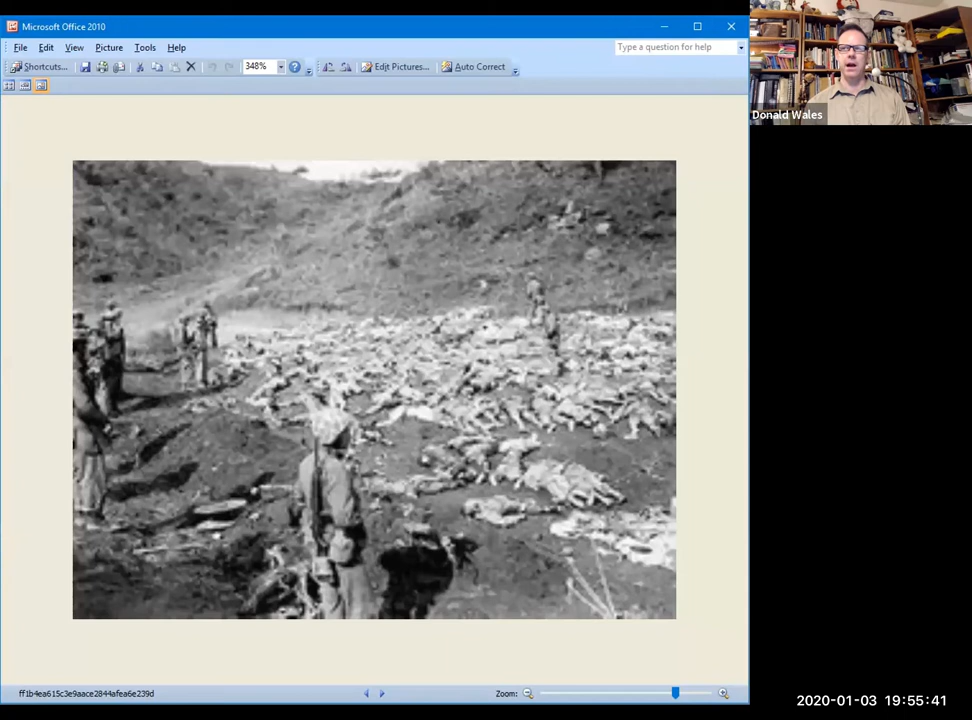 Microsoft Office 2010
File Edit View Picture Tools Help
Type a question for help
Shortcuts...
348%
Edit Pictures...
Auto Correct
Donald Wales
ff1b4ea615c3e9aace2844afea6e239d
Zoom:
2020-01-03 19:55:41